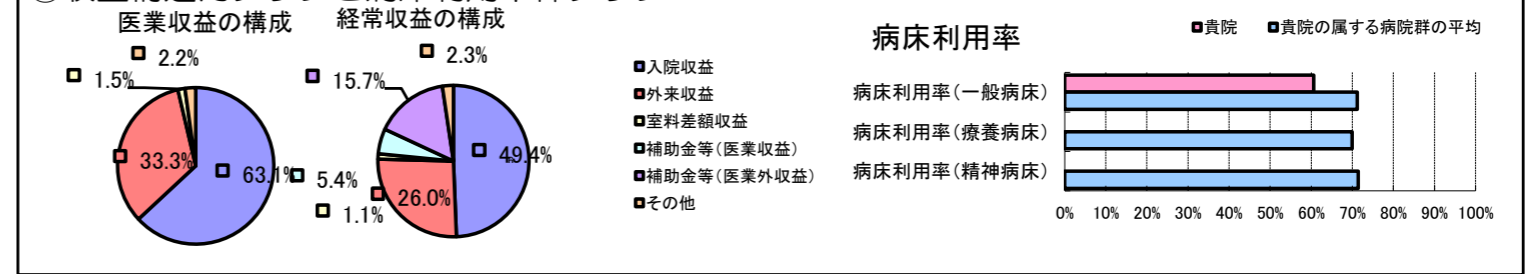 医業収益の構成
2.2%
1.5%
33.3%
63.1%
経常収益の構成
2.3%
15.7%
5.4%
1.1%
26.0%
49.4%
入院収益
外来収益
室料差額収益
補助金等(医業収益)
補助金等(医業外収益)
その他
病床利用率
貴院 貴院の属する病院群の平均
病床利用率(一般病床)
病床利用率(療養病床)
病床利用率(精神病床)
0% 10% 20% 30% 40% 50% 60% 70% 80% 90% 100%